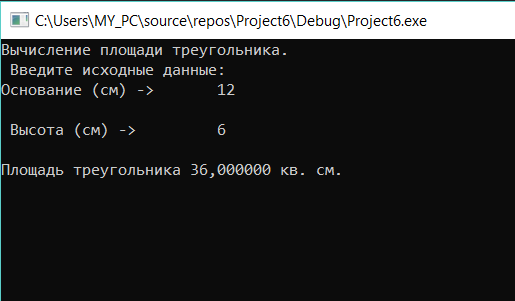 C:\Users\MY_PC\source\repos\Project6\Debug\Project6.exe
Вычисление площади треугольника.
Введите исходные данные:
Основание (см) -> 12
Высота (см) -> 6
Площадь треугольника 36,000000 кв. см.